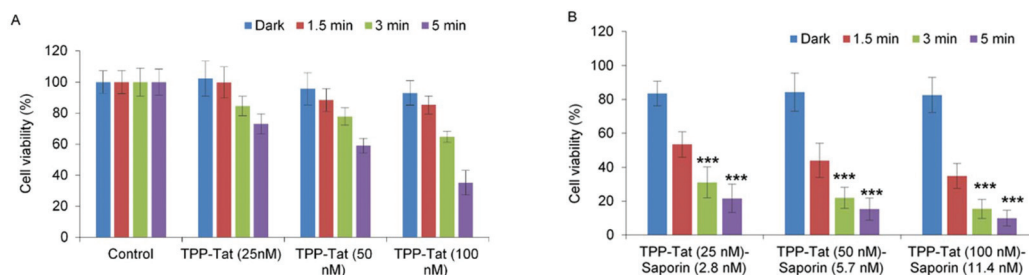 A
Dark 1.5 min 3 min 5 min
Cell viability (%)
120
100
80
60
40
20
0
Control TPP-Tat (25nM) TPP-Tat (50 nM) TPP-Tat (100 nM)
B
Dark 1.5 min 3 min 5 min
Cell viability (%)
100
80
60
40
20
0
*** *** *** *** *** ***
TPP-Tat (25 nM)- TPP-Tat (50 nM)- TPP-Tat (100 nM)-
Saporin (2.8 nM) Saporin (5.7 nM) Saporin (11.4 nM)